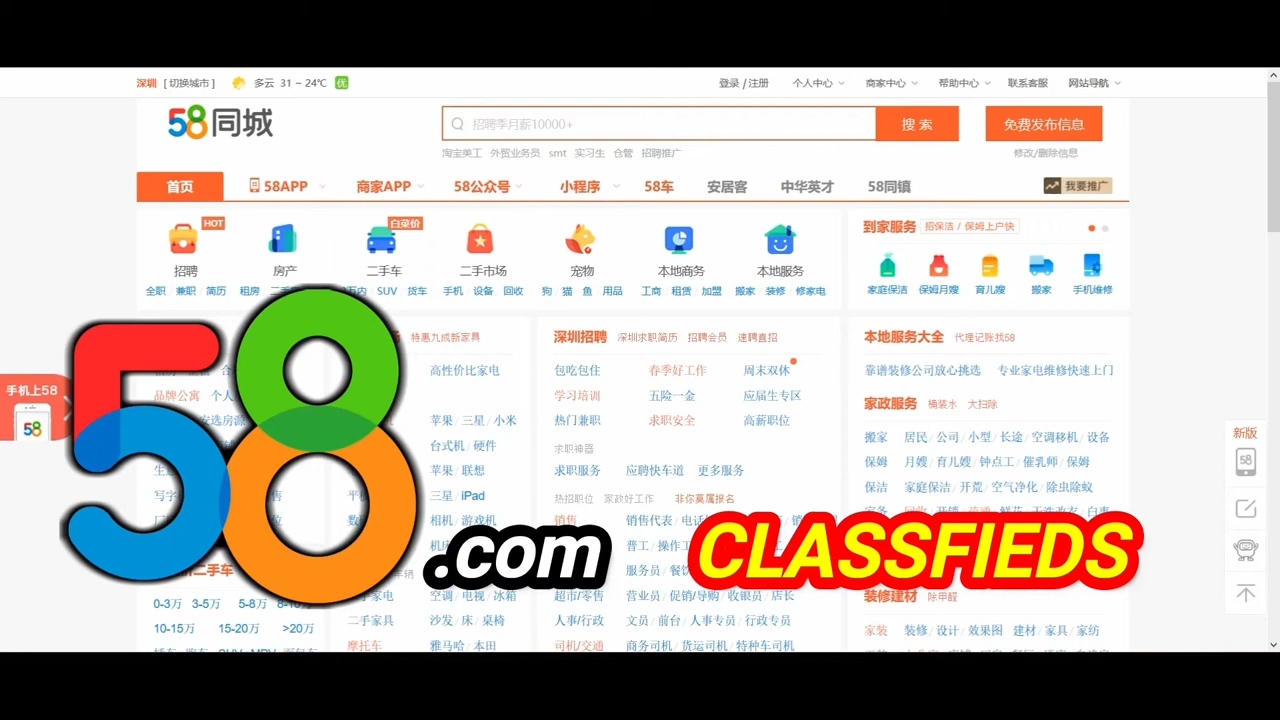 深圳 [ 切换城市 ] 多云 31 ~ 24℃ 优 登录 / 注册 个人中心 商家中心 帮助中心 联系客服 网站导航
58同城 招聘季月薪10000+ 搜 索 免费发布信息
淘宝美工 外贸业务员 smt 实习生 仓管 招聘推广 修改/删除信息
首页 58APP 商家APP 58公众号 小程序 58车 安居客 中华英才 58同镇 我要推广
HOT 白菜价 到家服务 招保洁 / 保姆上户快
招聘 房产 二手车 二手市场 宠物 本地商务 本地服务
全职 兼职 简历 租房 SUV 货车 手机 设备 回收 狗 猫 鱼 用品 工商 租赁 加盟 搬家 装修 修家电 家庭保洁 保姆月嫂 育儿嫂 搬家 手机维修
特惠九成新家具 深圳招聘 深圳求职简历 招聘会员 速聘直招 本地服务大全 代理记账找58
高性价比家电 包吃包住 春季好工作 周末双休 靠谱装修公司放心挑选 专业家电维修快速上门
手机上58 品牌公寓 个人 学习培训 五险一金 应届生专区 家政服务 桶装水 大扫除
58 苹果 / 三星 / 小米 热门兼职 求职安全 高薪职位
台式机 / 硬件 求职神器 搬家 居民 / 公司 / 小型 / 长途 / 空调移机 / 设备 新版
苹果 / 联想 求职服务 应聘快车道 更多服务 保姆 月嫂 / 育儿嫂 / 钟点工 / 催乳师 / 保姆 58
三星 / iPad 热招职位 家政好工作 非你莫属报名 保洁 家庭保洁 / 开荒 / 空气净化 / 除虫除蚁
相机 / 游戏机 销售 销售代表
58 .com CLASSFIEDS
普工
服务员
二手车 装修建材 除甲醛
0-3万 3-5万 5-8万 空调 / 电视 / 冰箱 超市/零售 营业员 / 促销/导购 / 收银员 / 店长
10-15万 15-20万 >20万 二手家具 沙发 / 床 / 桌椅 人事/行政 文员 / 前台 / 人事专员 / 行政专员 家装 装修 / 设计 / 效果图 建材 / 家具 / 家纺
摩托车 雅马哈 / 本田 司机/交通 商务司机 / 货运司机 / 特种车司机